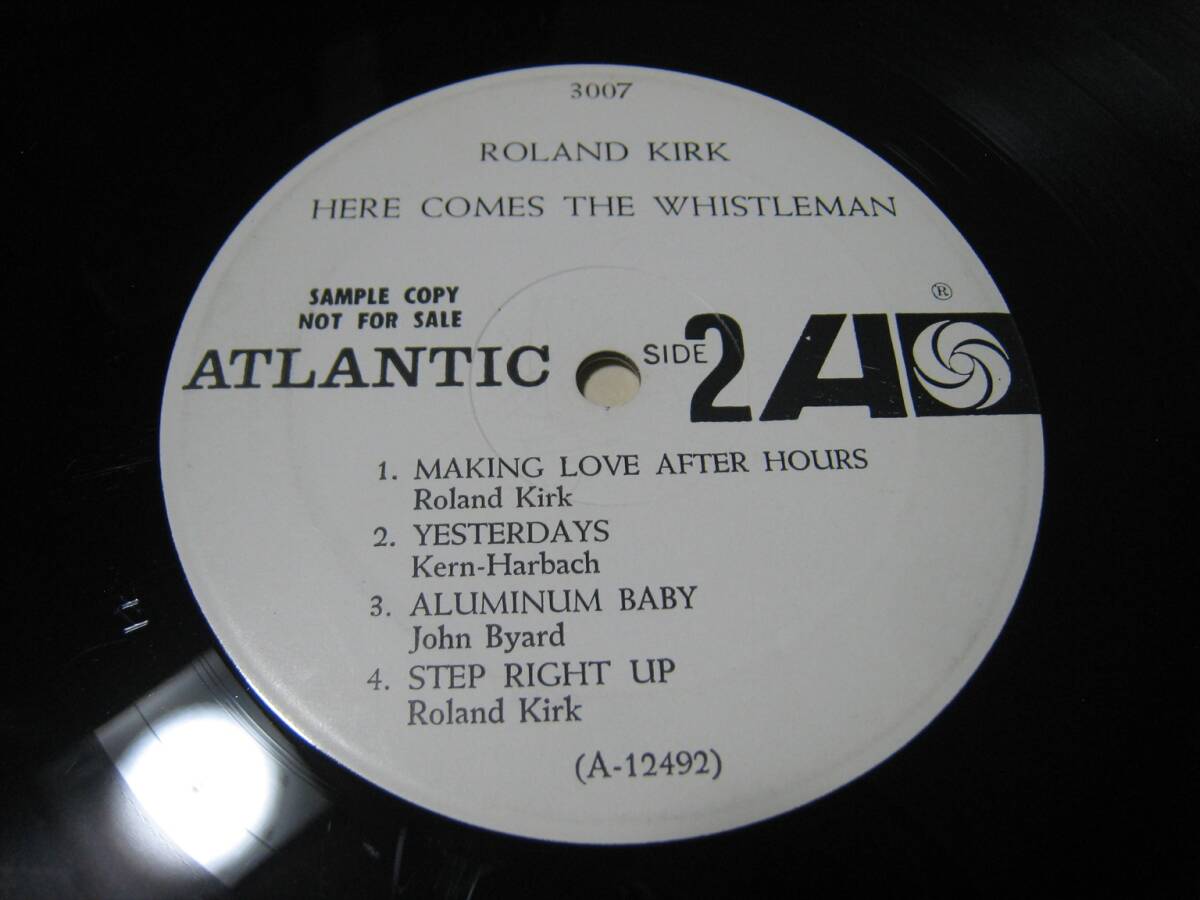 3007
ROLAND KIRK
HERE COMES THE WHISTLEMAN
SAMPLE COPY
NOT FOR SALE
®
ATLANTIC SIDE 2 A
1. MAKING LOVE AFTER HOURS
Roland Kirk
2. YESTERDAYS
Kern-Harbach
3. ALUMINUM BABY
John Byard
4. STEP RIGHT UP
Roland Kirk
(A-12492)